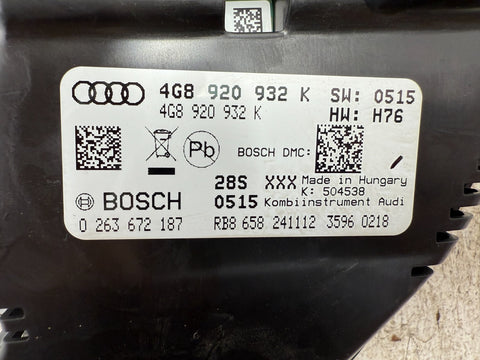 4G8 920 932 K SW: 0515
4G8 920 932 K HW: H76
Pb BOSCH DMC:
28S XXX Made in Hungary
K: 504538
BOSCH 0515 Kombiinstrument Audi
0 263 672 187 RB8 658 241112 3596 0218